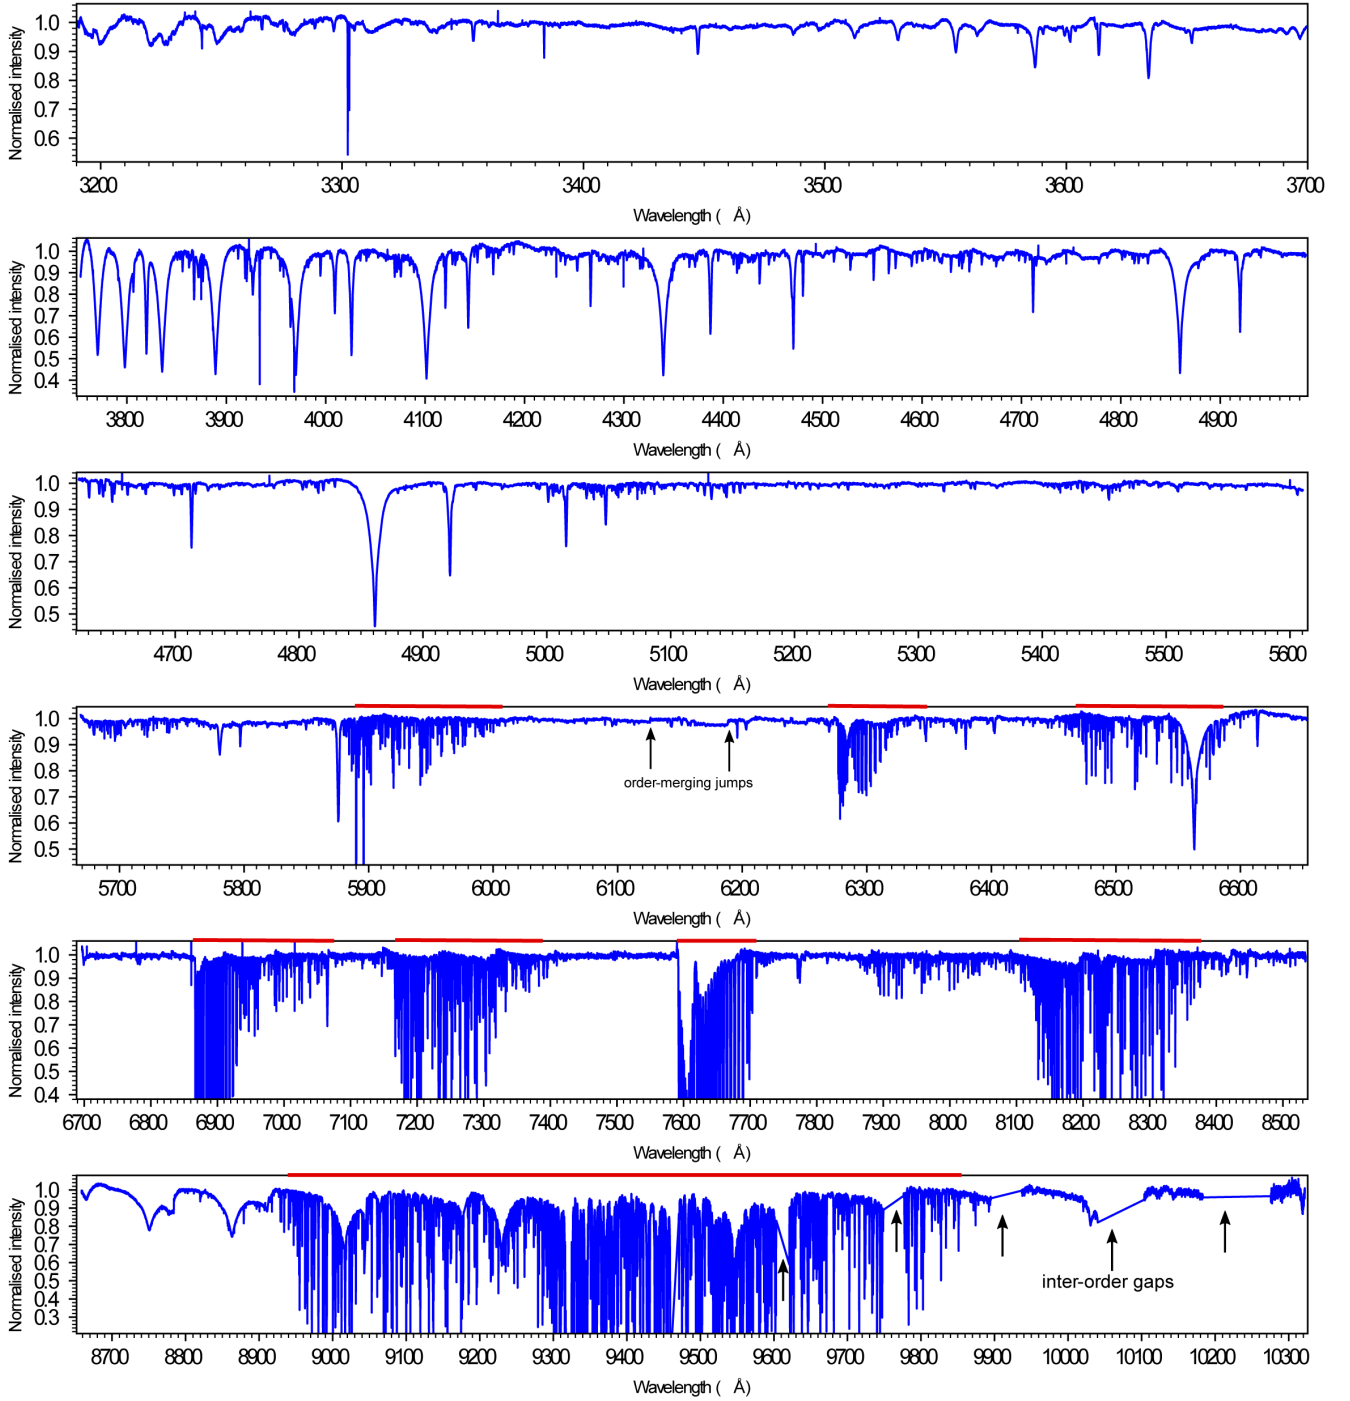 Normalised intensity
1.0
0.9
0.8
0.7
0.6
3200 3300 3400 3500 3600 3700
Wavelength ( Å)
Normalised intensity
1.0
0.9
0.8
0.7
0.6
0.5
0.4
3800 3900 4000 4100 4200 4300 4400 4500 4600 4700 4800 4900
Wavelength ( Å)
Normalised intensity
1.0
0.9
0.8
0.7
0.6
0.5
4700 4800 4900 5000 5100 5200 5300 5400 5500 5600
Wavelength ( Å)
Normalised intensity
1.0
0.9
0.8
0.7
0.6
0.5
order-merging jumps
5700 5800 5900 6000 6100 6200 6300 6400 6500 6600
Wavelength ( Å)
Normalised intensity
1.0
0.9
0.8
0.7
0.6
0.5
0.4
6700 6800 6900 7000 7100 7200 7300 7400 7500 7600 7700 7800 7900 8000 8100 8200 8300 8400 8500
Wavelength ( Å)
Normalised intensity
1.0
0.9
0.8
0.7
0.6
0.5
0.4
0.3
inter-order gaps
8700 8800 8900 9000 9100 9200 9300 9400 9500 9600 9700 9800 9900 10000 10100 10200 10300
Wavelength ( Å)